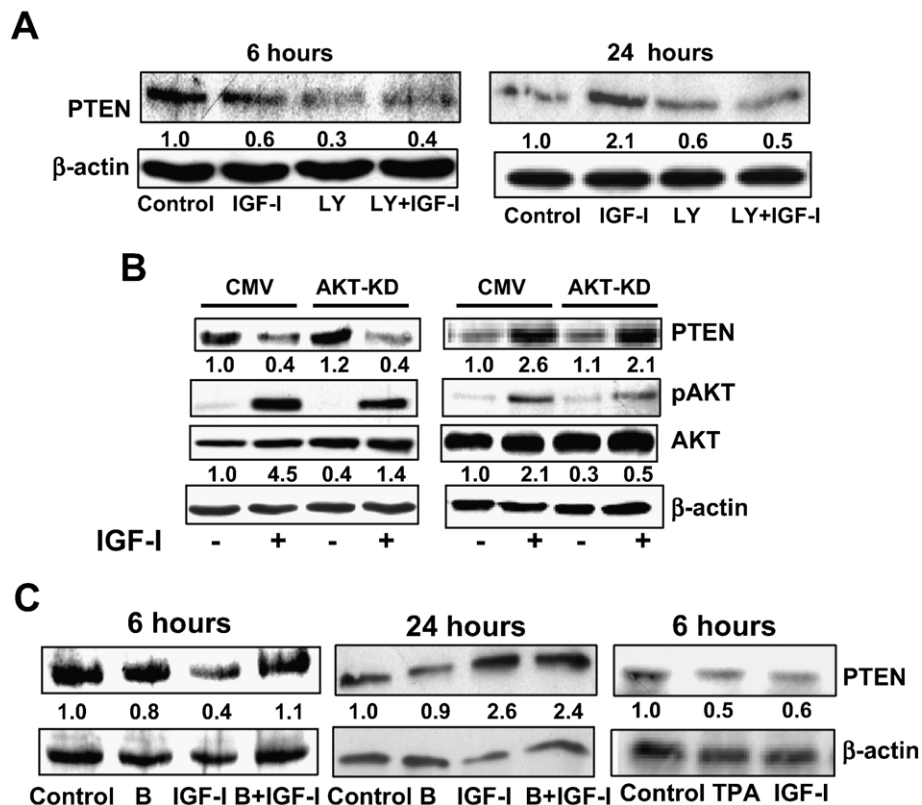 A
6 hours
24 hours
PTEN
1.0 0.6 0.3 0.4
1.0 2.1 0.6 0.5
β-actin
Control IGF-I LY LY+IGF-I
Control IGF-I LY LY+IGF-I
B
CMV AKT-KD
CMV AKT-KD
PTEN
1.0 0.4 1.2 0.4
1.0 2.6 1.1 2.1
pAKT
AKT
1.0 4.5 0.4 1.4
1.0 2.1 0.3 0.5
β-actin
IGF-I - + - +
- + - +
C
6 hours
24 hours
6 hours
PTEN
1.0 0.8 0.4 1.1
1.0 0.9 2.6 2.4
1.0 0.5 0.6
β-actin
Control B IGF-I B+IGF-I
Control B IGF-I B+IGF-I
Control TPA IGF-I